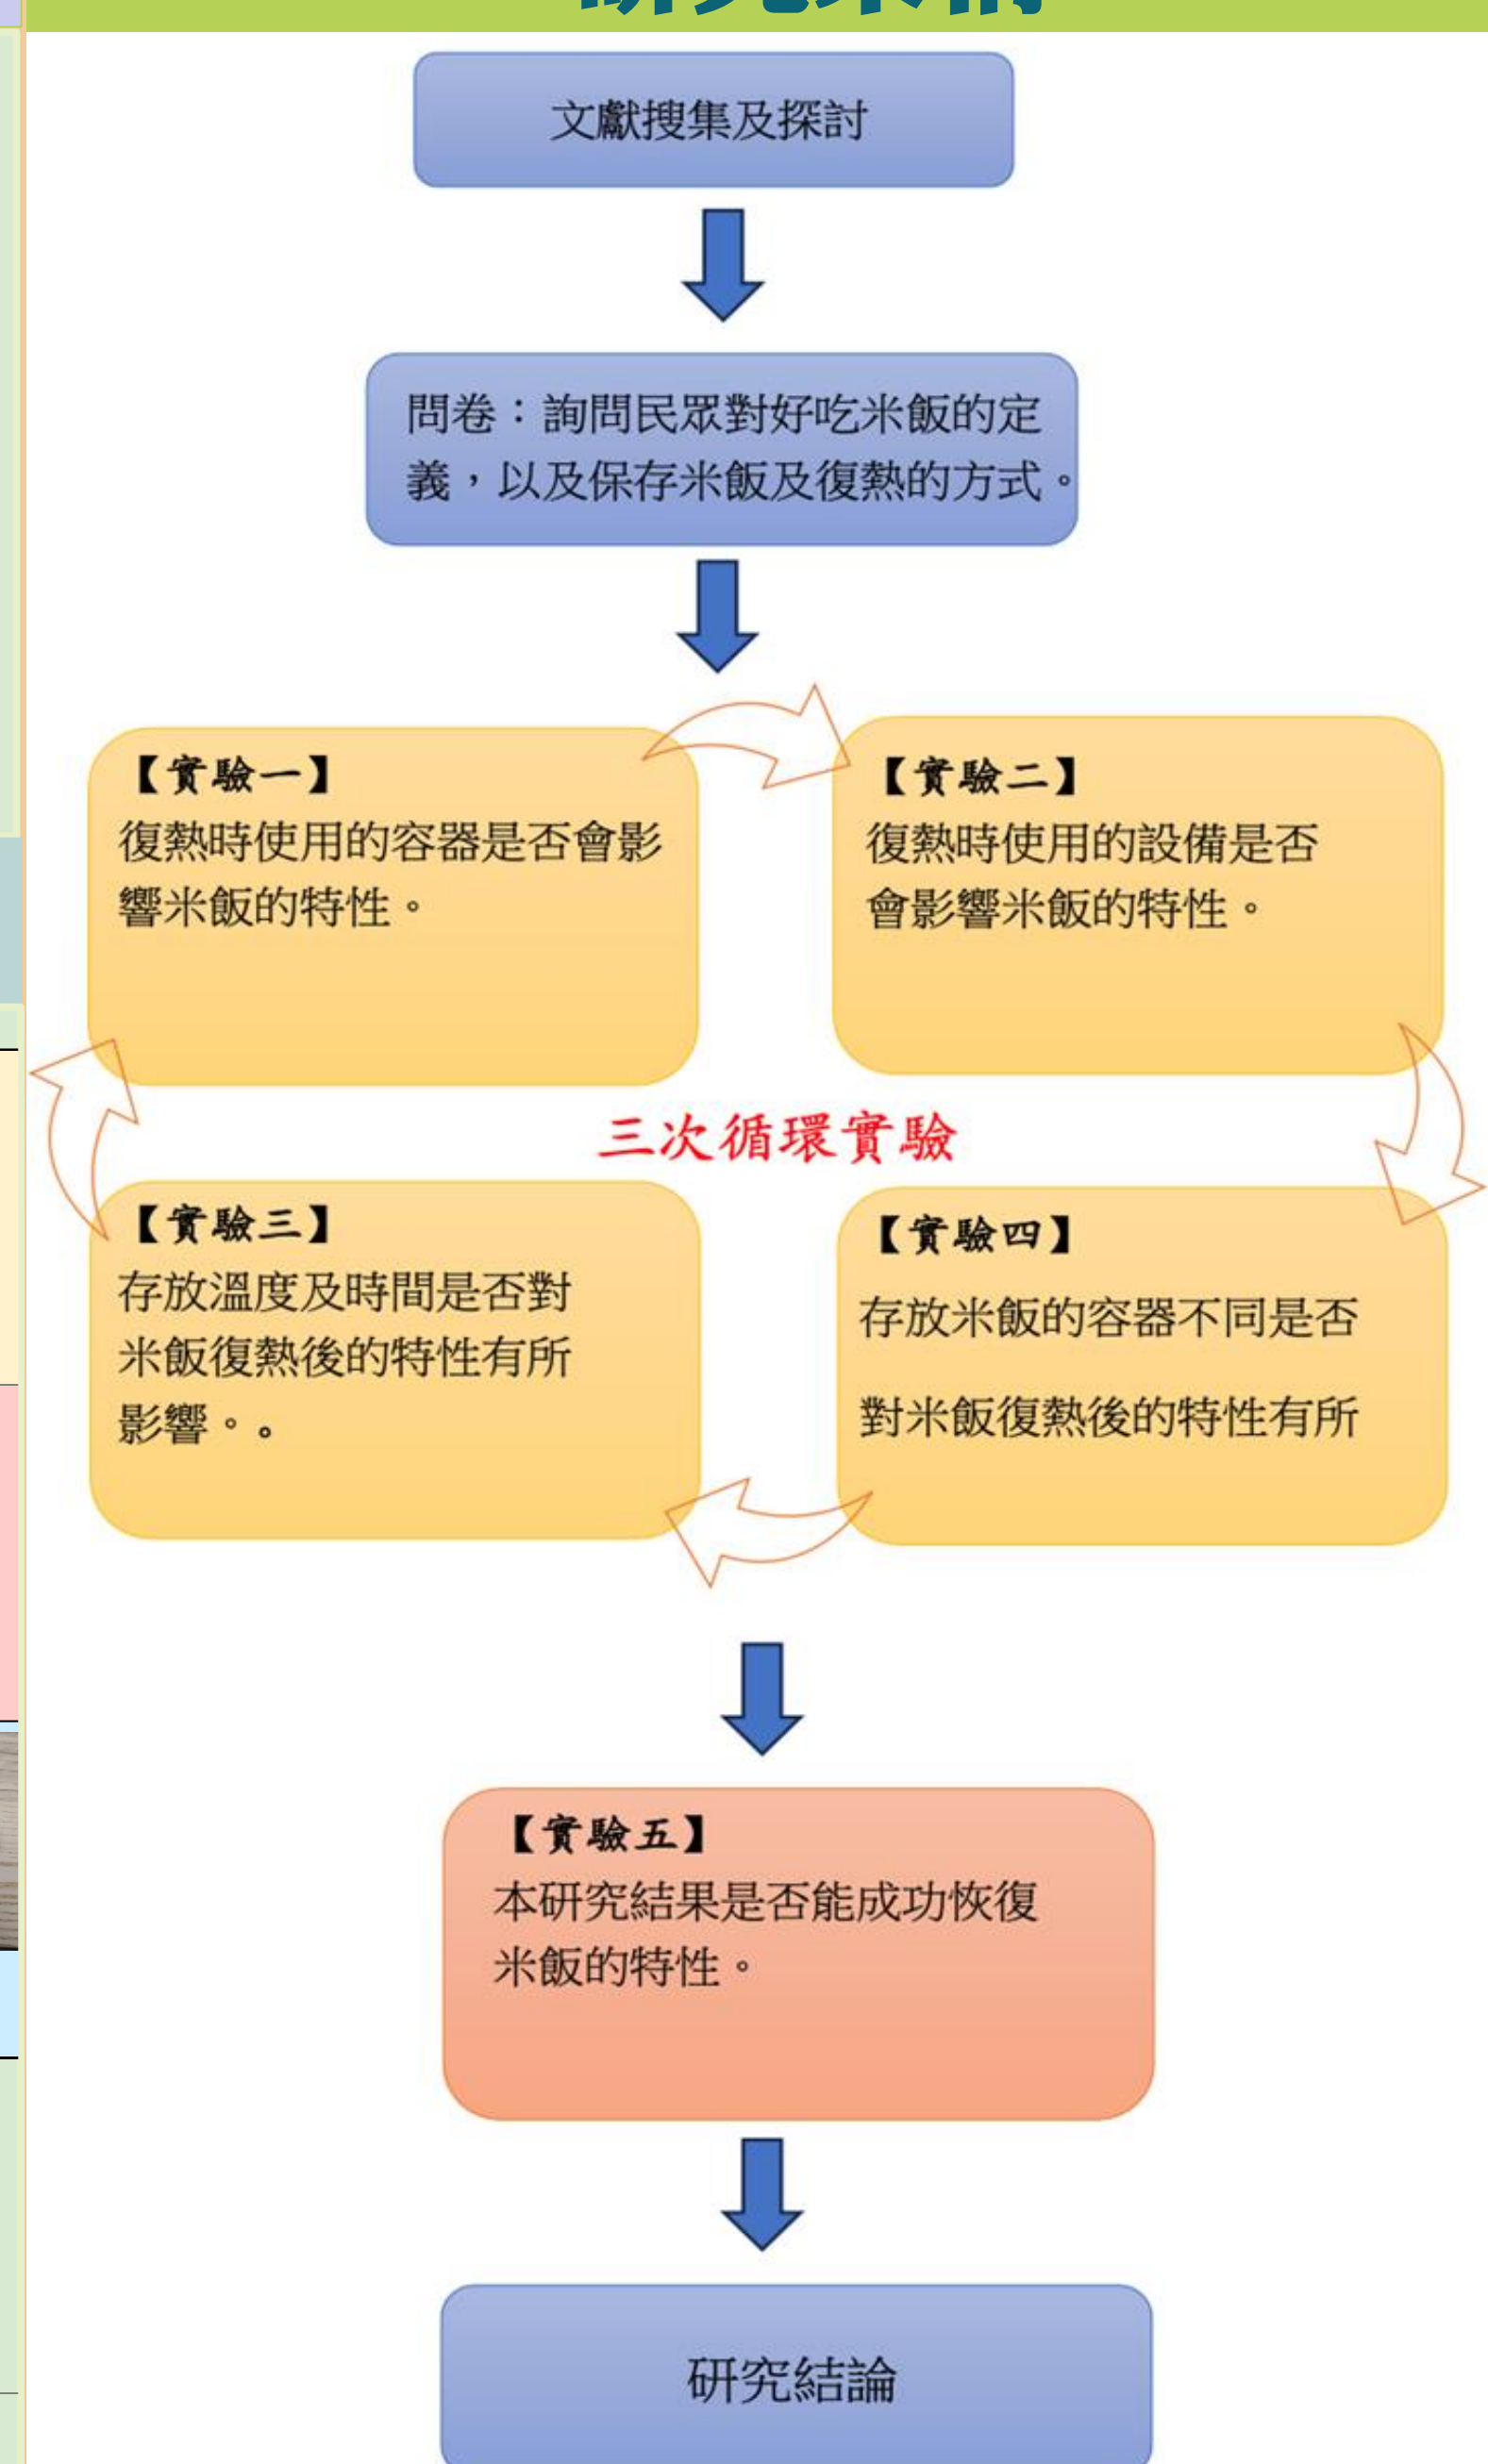 文獻搜集及探討
問卷：詢問民眾對好吃米飯的定
義，以及保存米飯及復熱的方式。
【實驗一】
復熱時使用的容器是否會影
響米飯的特性。
【實驗二】
復熱時使用的設備是否
會影響米飯的特性。
三次循環實驗
【實驗三】
存放溫度及時間是否對
米飯復熱後的特性有所
影響。。
【實驗四】
存放米飯的容器不同是否
對米飯復熱後的特性有所
【實驗五】
本研究結果是否能成功恢復
米飯的特性。
研究結論